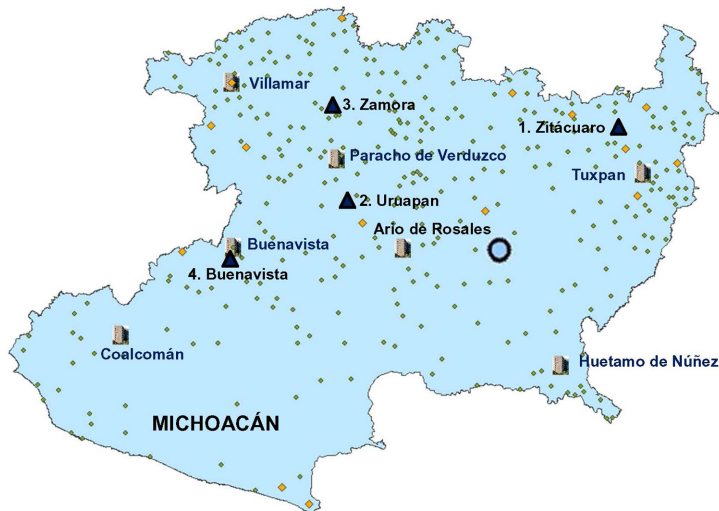 Villamar
3. Zamora
1. Zitácuaro
Paracho de Verduzco
Tuxpan
2. Uruapan
Ario de Rosales
Buenavista
4. Buenavista
Coalcomán
Huetamo de Núñez
MICHOACÁN